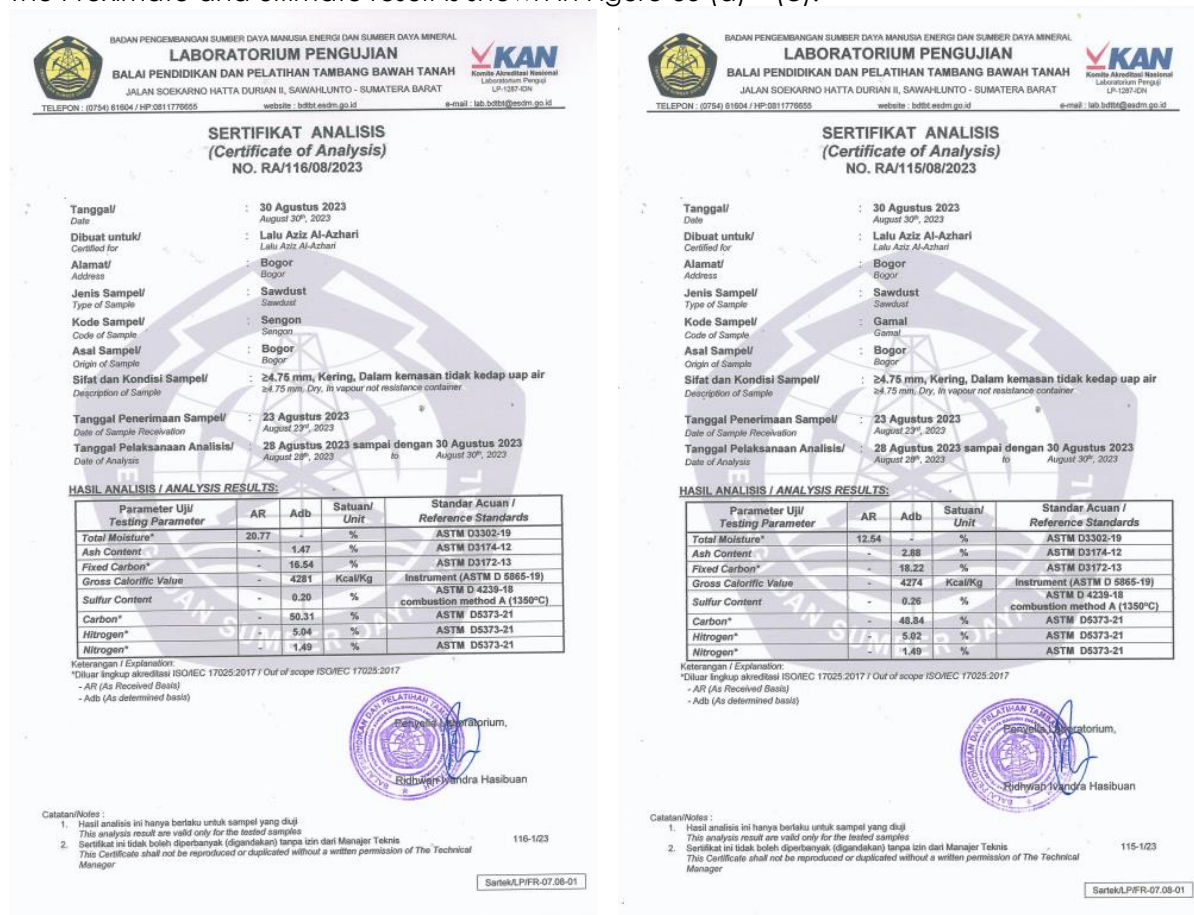 The Proximate and Ultimate result is shown in Figure
BADAN PENGEMBANGAN SUMBER DAYA MANUSIA ENERGI DAN SUMBER DAYA MINERAL
LABORATORIUM PENGUJIAN
BALAI PENDIDIKAN DAN PELATIHAN TAMBANG BAWAH TANAH
JALAN SOEKARNO HATTA DURIAN II, SAWAHLUNTO - SUMATERA BARAT
KAN
Komite Akreditasi Nasional
Laboratorium Penguji
LP-1287-IDN
TELEPON : (0754) 61604 / HP:0811776655 website : bdtbt.esdm.go.id e-mail : lab.bdtbt@esdm.go.id
SERTIFIKAT ANALISIS
(Certificate of Analysis)
NO. RA/116/08/2023
Tanggal/ : 30 Agustus 2023
Date August 30th, 2023
Dibuat untuk/ : Lalu Aziz Al-Azhari
Certified for Lalu Aziz Al-Azhari
Alamat/ : Bogor
Address Bogor
Jenis Sampel/ : Sawdust
Type of Sample Sawdust
Kode Sampel/ : Sengon
Code of Sample Sengon
Asal Sampel/ : Bogor
Origin of Sample Bogor
Sifat dan Kondisi Sampel/ : ≥4.75 mm, Kering, Dalam kemasan tidak kedap uap air
Description of Sample ≥4.75 mm, Dry, In vapour not resistance container
Tanggal Penerimaan Sampel/ : 23 Agustus 2023
Date of Sample Receivation August 23rd, 2023
Tanggal Pelaksanaan Analisis/ : 28 Agustus 2023 sampai dengan 30 Agustus 2023
Date of Analysis August 28th, 2023 to August 30th, 2023
HASIL ANALISIS / ANALYSIS RESULTS:
Parameter Uji/ Testing Parameter AR Adb Satuan/ Unit Standar Acuan / Reference Standards
Total Moisture* 20.77 - % ASTM D3302-19
Ash Content - 1.47 % ASTM D3174-12
Fixed Carbon* - 16.54 % ASTM D3172-13
Gross Calorific Value - 4281 Kcal/Kg Instrument (ASTM D 5865-19)
Sulfur Content - 0.20 % ASTM D 4239-18 combustion method A (1350ºC)
Carbon* - 50.31 % ASTM D5373-21
Hitrogen* - 5.04 % ASTM D5373-21
Nitrogen* - 1.49 % ASTM D5373-21
Keterangan / Explanation:
*Diluar lingkup akreditasi ISO/IEC 17025:2017 / Out of scope ISO/IEC 17025:2017
- AR (As Received Basis)
- Adb (As determined basis)
Penyelia Laboratorium,
Ridhwan Ivandra Hasibuan
Catatan/Notes :
1. Hasil analisis ini hanya berlaku untuk sampel yang diuji
This analysis result are valid only for the tested samples
2. Sertifikat ini tidak boleh diperbanyak (digandakan) tanpa izin dari Manajer Teknis
This Certificate shall not be reproduced or duplicated without a written permission of The Technical
Manager
116-1/23
Sartek/LP/FR-07.08-01
BADAN PENGEMBANGAN SUMBER DAYA MANUSIA ENERGI DAN SUMBER DAYA MINERAL
LABORATORIUM PENGUJIAN
BALAI PENDIDIKAN DAN PELATIHAN TAMBANG BAWAH TANAH
JALAN SOEKARNO HATTA DURIAN II, SAWAHLUNTO - SUMATERA BARAT
KAN
Komite Akreditasi Nasional
Laboratorium Penguji
LP-1287-IDN
TELEPON : (0754) 61604 / HP:0811776655 website : bdtbt.esdm.go.id e-mail : lab.bdtbt@esdm.go.id
SERTIFIKAT ANALISIS
(Certificate of Analysis)
NO. RA/115/08/2023
Tanggal/ : 30 Agustus 2023
Date August 30th, 2023
Dibuat untuk/ : Lalu Aziz Al-Azhari
Certified for Lalu Aziz Al-Azhari
Alamat/ : Bogor
Address Bogor
Jenis Sampel/ : Sawdust
Type of Sample Sawdust
Kode Sampel/ : Gamal
Code of Sample Gamal
Asal Sampel/ : Bogor
Origin of Sample Bogor
Sifat dan Kondisi Sampel/ : ≥4.75 mm, Kering, Dalam kemasan tidak kedap uap air
Description of Sample ≥4.75 mm, Dry, In vapour not resistance container
Tanggal Penerimaan Sampel/ : 23 Agustus 2023
Date of Sample Receivation August 23rd, 2023
Tanggal Pelaksanaan Analisis/ : 28 Agustus 2023 sampai dengan 30 Agustus 2023
Date of Analysis August 28th, 2023 to August 30th, 2023
HASIL ANALISIS / ANALYSIS RESULTS:
Parameter Uji/ Testing Parameter AR Adb Satuan/ Unit Standar Acuan / Reference Standards
Total Moisture* 12.54 - % ASTM D3302-19
Ash Content - 2.88 % ASTM D3174-12
Fixed Carbon* - 18.22 % ASTM D3172-13
Gross Calorific Value - 4274 Kcal/Kg Instrument (ASTM D 5865-19)
Sulfur Content - 0.26 % ASTM D 4239-18 combustion method A (1350ºC)
Carbon* - 48.84 % ASTM D5373-21
Hitrogen* - 5.02 % ASTM D5373-21
Nitrogen* - 1.49 % ASTM D5373-21
Keterangan / Explanation:
*Diluar lingkup akreditasi ISO/IEC 17025:2017 / Out of scope ISO/IEC 17025:2017
- AR (As Received Basis)
- Adb (As determined basis)
Penyelia Laboratorium,
Ridhwan Ivandra Hasibuan
Catatan/Notes :
1. Hasil analisis ini hanya berlaku untuk sampel yang diuji
This analysis result are valid only for the tested samples
2. Sertifikat ini tidak boleh diperbanyak (digandakan) tanpa izin dari Manajer Teknis
This Certificate shall not be reproduced or duplicated without a written permission of The Technical
Manager
115-1/23
Sartek/LP/FR-07.08-01